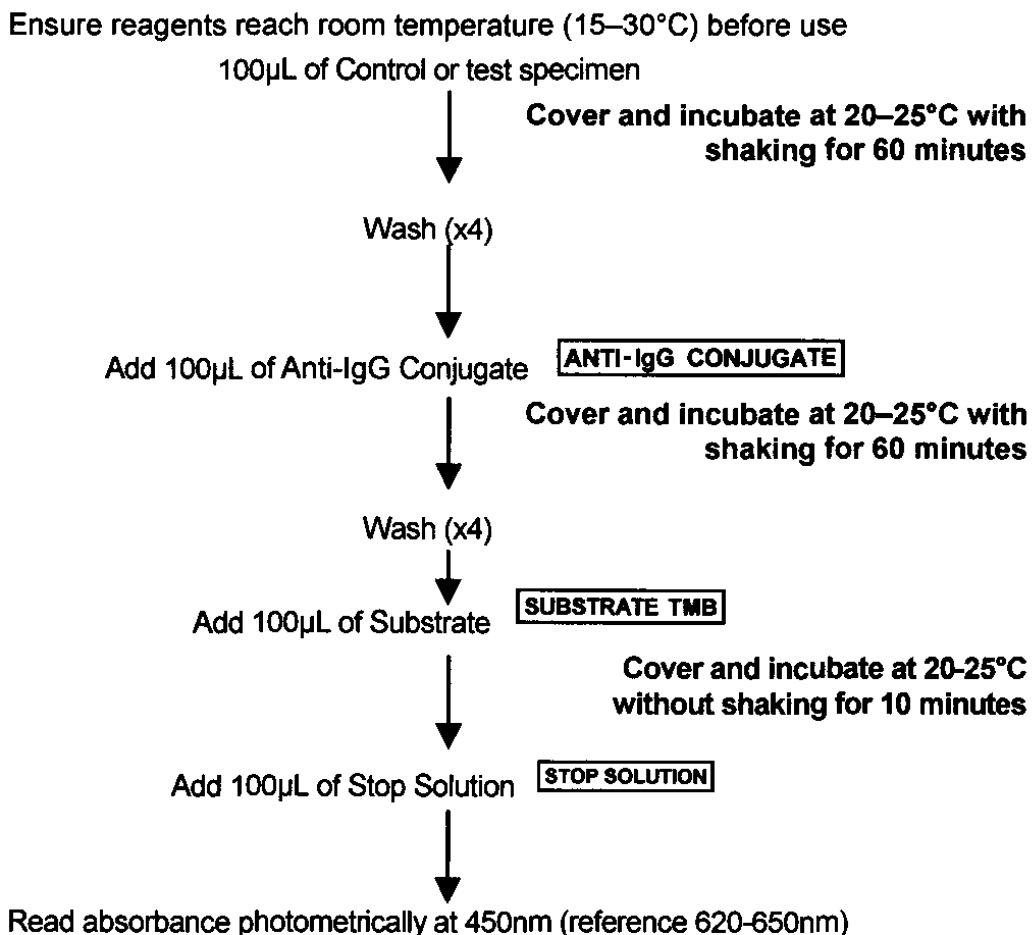 Ensure reagents reach room temperature (15–30°C) before use
100µL of Control or test specimen
Cover and incubate at 20–25°C with
shaking for 60 minutes
Wash (x4)
Add 100µL of Anti-IgG Conjugate
ANTI-IgG CONJUGATE
Cover and incubate at 20–25°C with
shaking for 60 minutes
Wash (x4)
Add 100µL of Substrate
SUBSTRATE TMB
Cover and incubate at 20-25°C
without shaking for 10 minutes
Add 100µL of Stop Solution
STOP SOLUTION
Read absorbance photometrically at 450nm (reference 620-650nm)